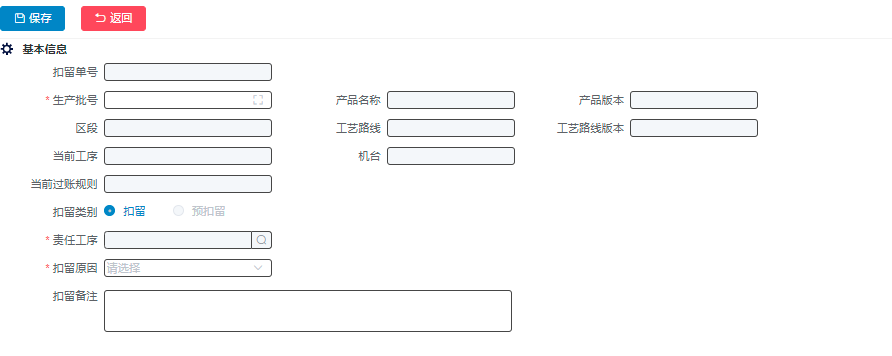 保存 返回
基本信息
扣留单号
* 生产批号 产品名称 产品版本
区段 工艺路线 工艺路线版本
当前工序 机台
当前过账规则
扣留类别 扣留 预扣留
* 责任工序
* 扣留原因 请选择
扣留备注